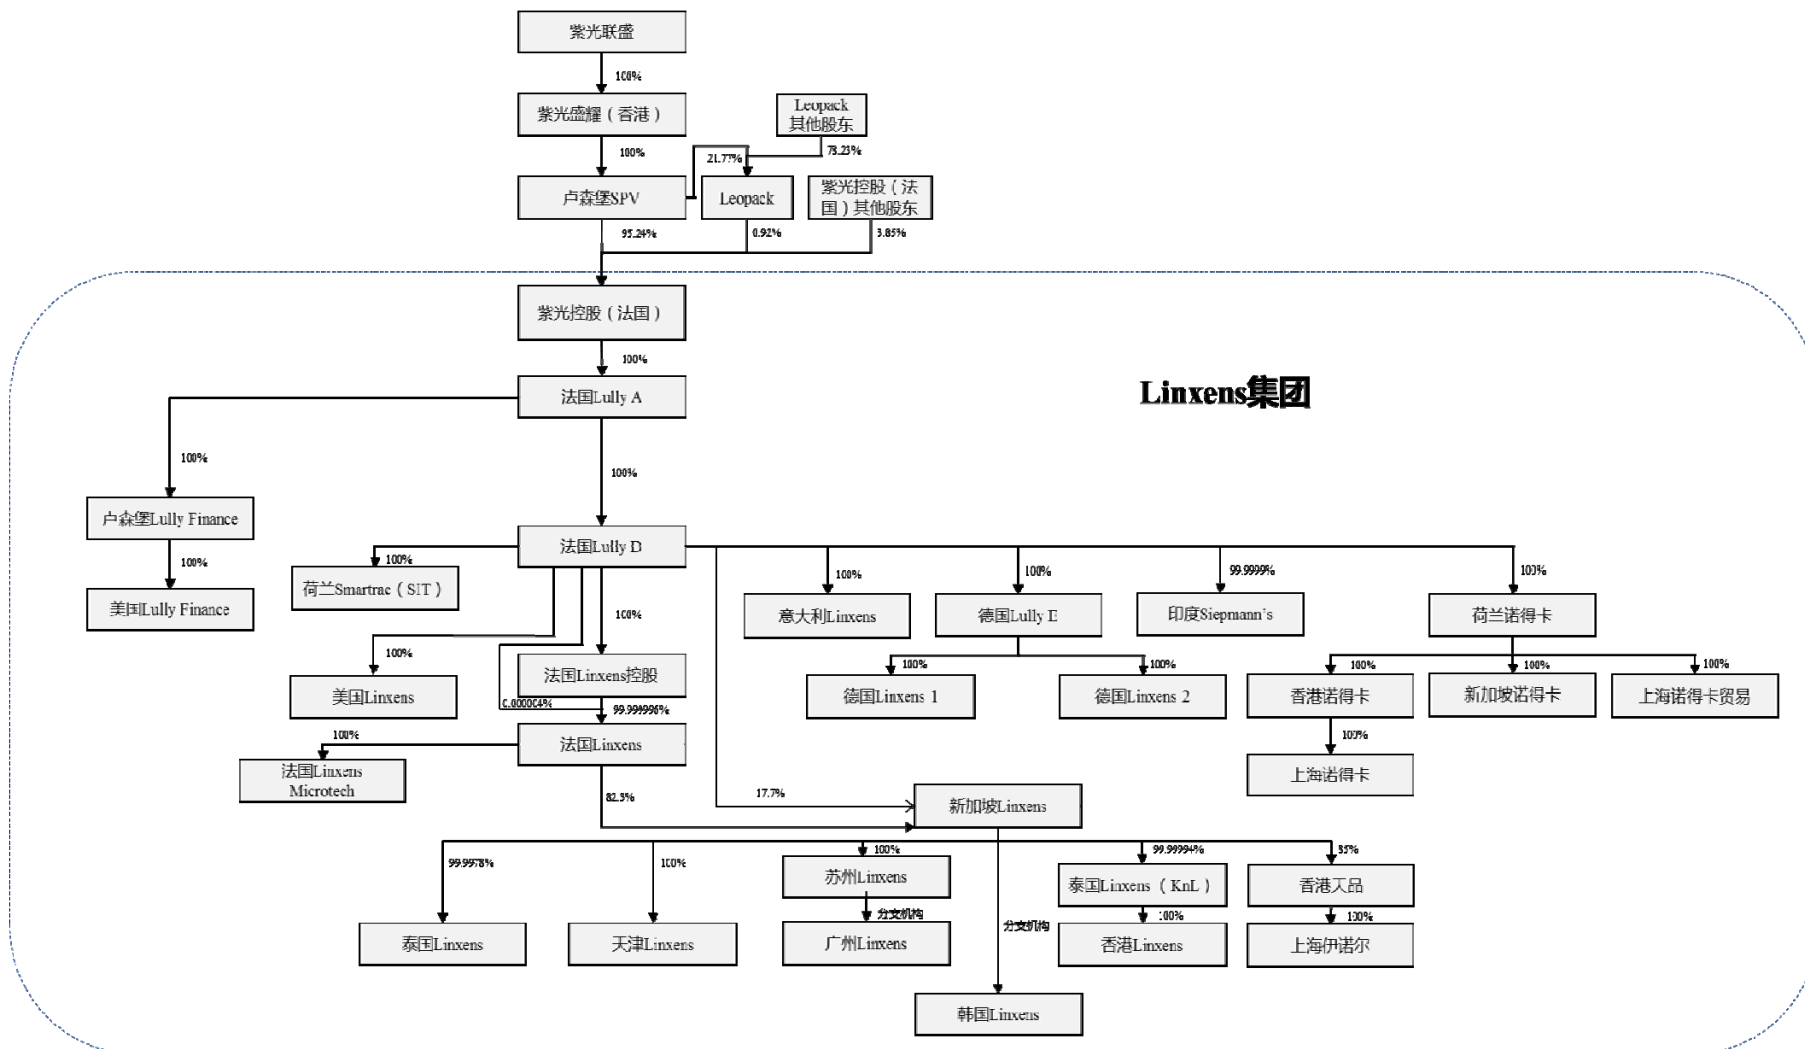 紫光联盛
100%
紫光盛耀（香港）
Leopack
其他股东
100%
21.77%
78.23%
卢森堡SPV
Leopack
紫光控股（法
国）其他股东
95.24%
0.92%
3.85%
紫光控股（法国）
100%
法国Lully A
Linxens集团
100%
100%
卢森堡Lully Finance
法国Lully D
100%
100%
荷兰Smartrac（SIT）
美国Lully Finance
100%
100%
100%
99.9999%
100%
意大利Linxens
德国Lully E
印度Siepmann's
荷兰诺得卡
100%
100%
法国Linxens控股
美国Linxens
0.000004%
99.999996%
100%
100%
德国Linxens 1
德国Linxens 2
100%
100%
100%
香港诺得卡
新加坡诺得卡
上海诺得卡贸易
100%
法国Linxens
100%
上海诺得卡
法国Linxens
Microtech
82.3%
17.7%
新加坡Linxens
99.9978%
100%
100%
99.99994%
85%
苏州Linxens
泰国Linxens（KnL）
香港天品
分支机构
100%
100%
分支机构
泰国Linxens
天津Linxens
广州Linxens
香港Linxens
上海伊诺尔
韩国Linxens